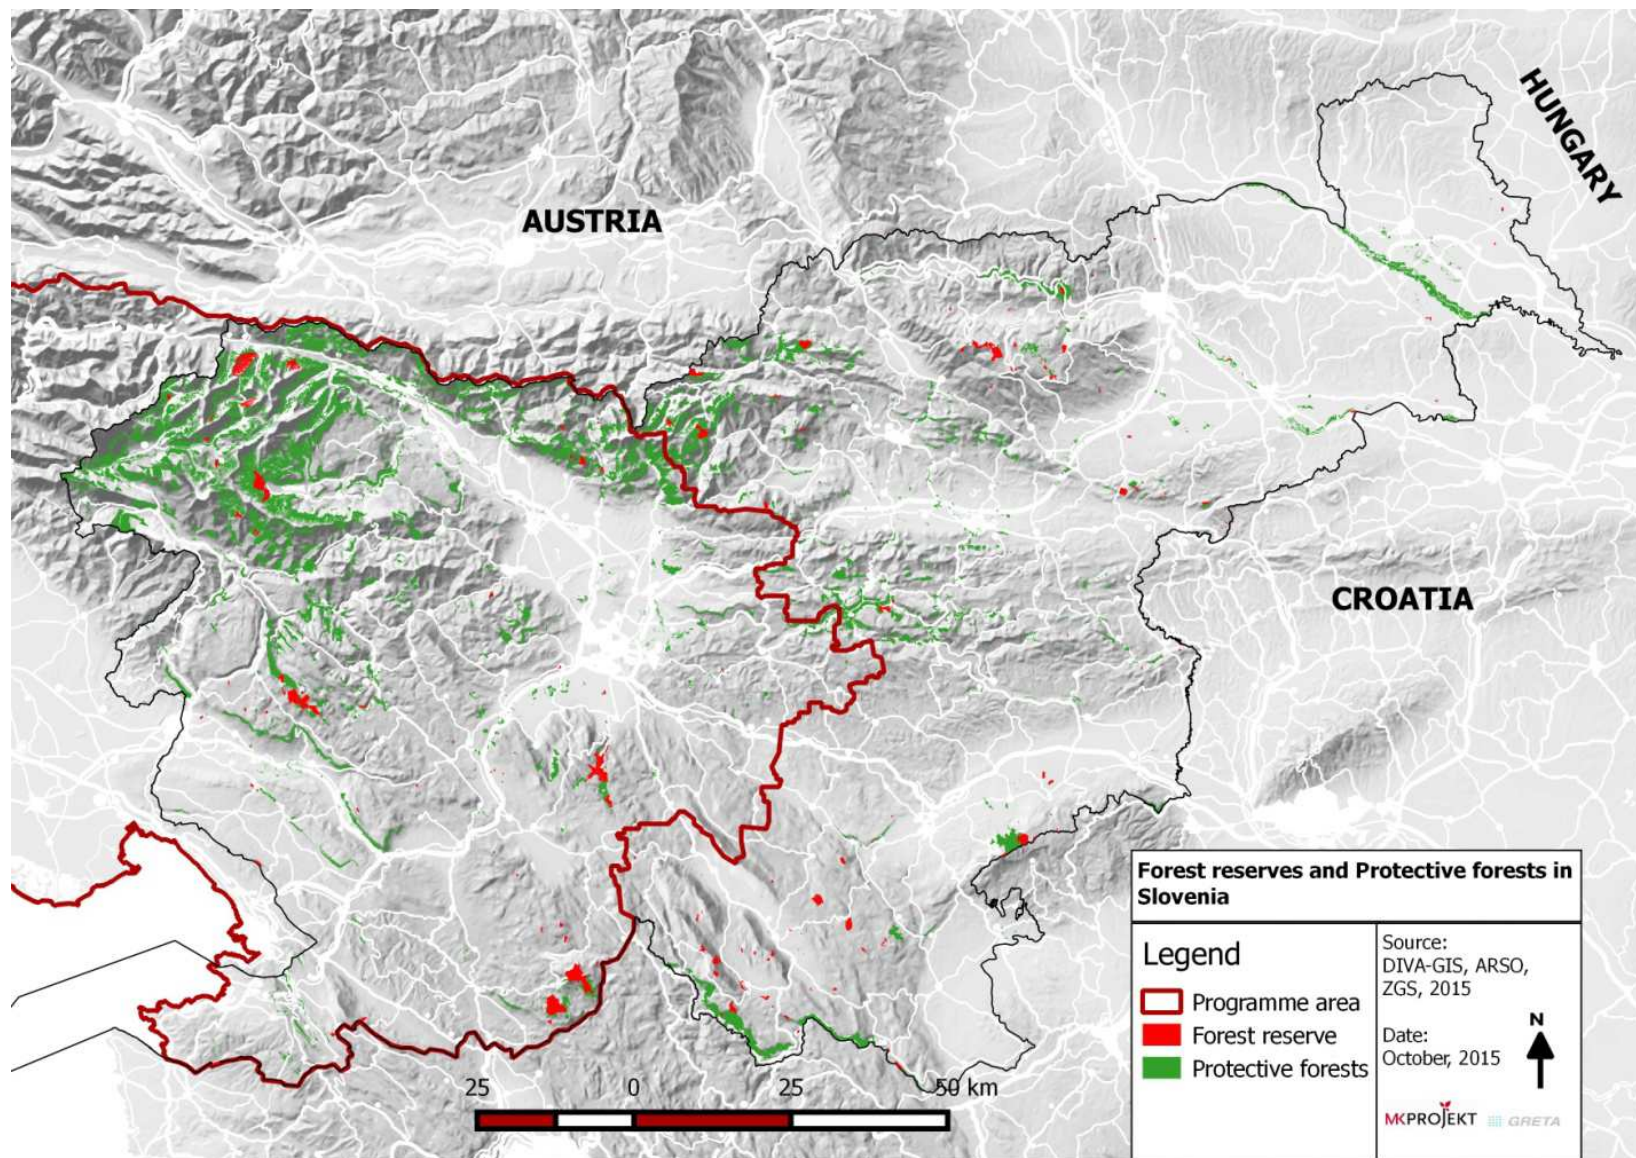 HUNGARY
AUSTRIA
CROATIA
Forest reserves and Protective forests in
Slovenia
Legend
Programme area
Forest reserve
Protective forests
Source:
DIVA-GIS, ARSO,
ZGS, 2015
Date:
October, 2015
N
MKPROJEKT GRETA
25 0 25 50 km